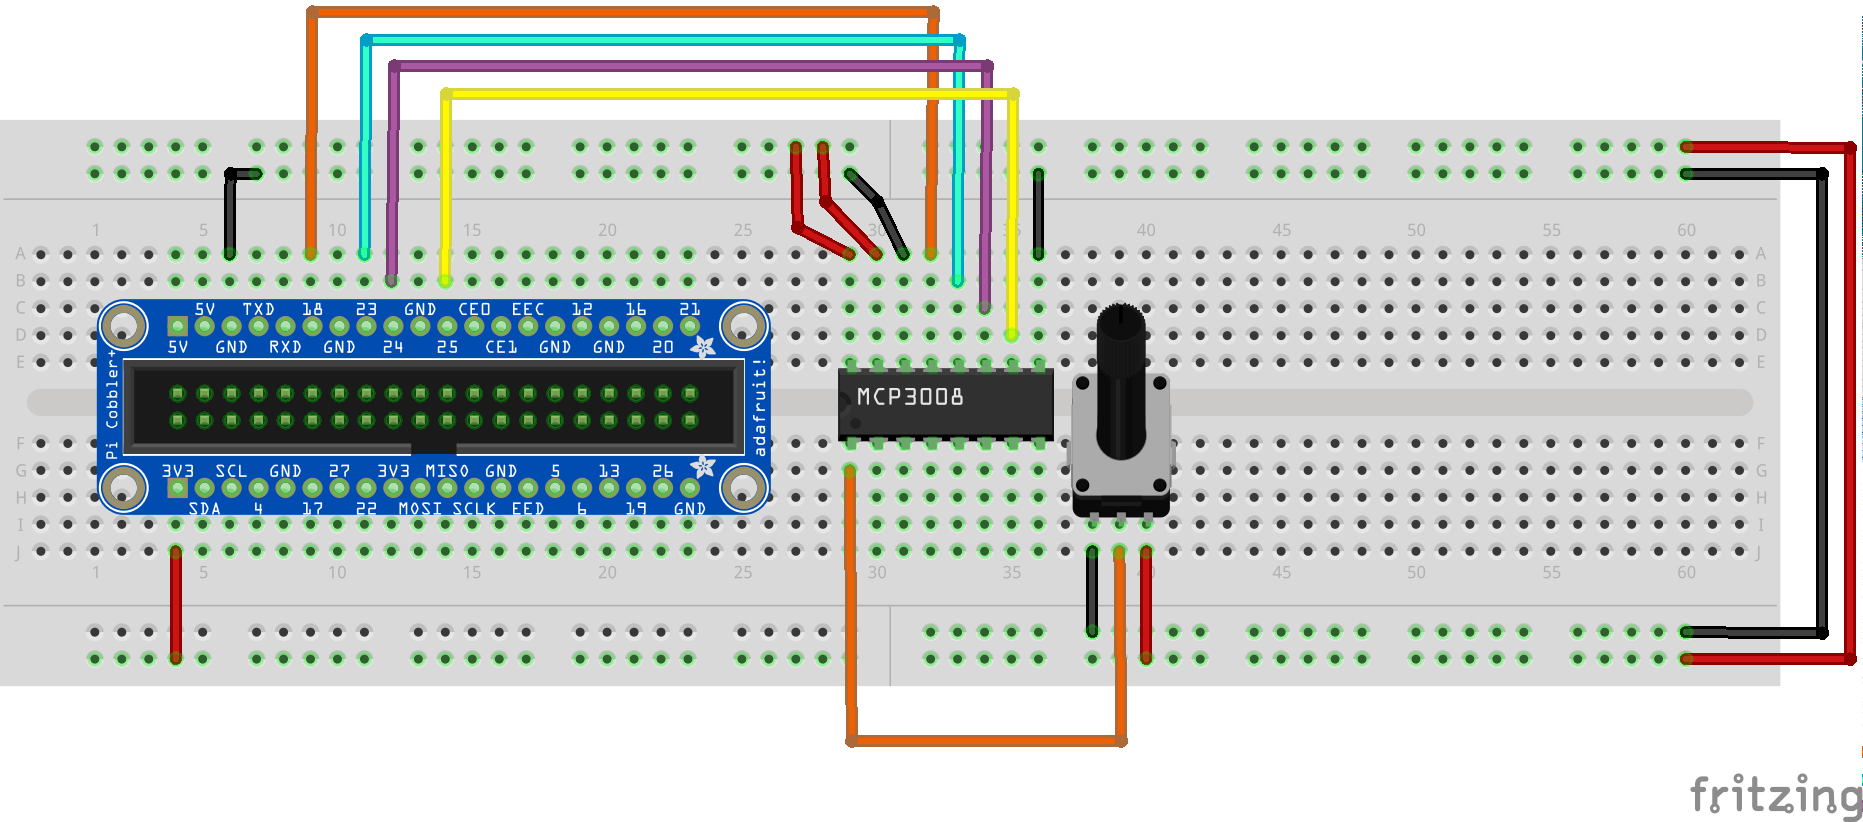 1 5 10 15 20 25 30 35 40 45 50 55 60
A A
B B
C C
D D
E E
5V TXD 18 23 GND CE0 EEC 12 16 21
5V GND RXD GND 24 25 CE1 GND GND 20
Pi Cobbler+
adafruit!
MCP3008
3V3 SCL GND 27 3V3 MISO GND 5 13 26
SDA 4 17 22 MOSI SCLK EED 6 19 GND
F F
G G
H H
I I
J J
1 5 10 15 20 25 30 35 40 45 50 55 60
fritzing